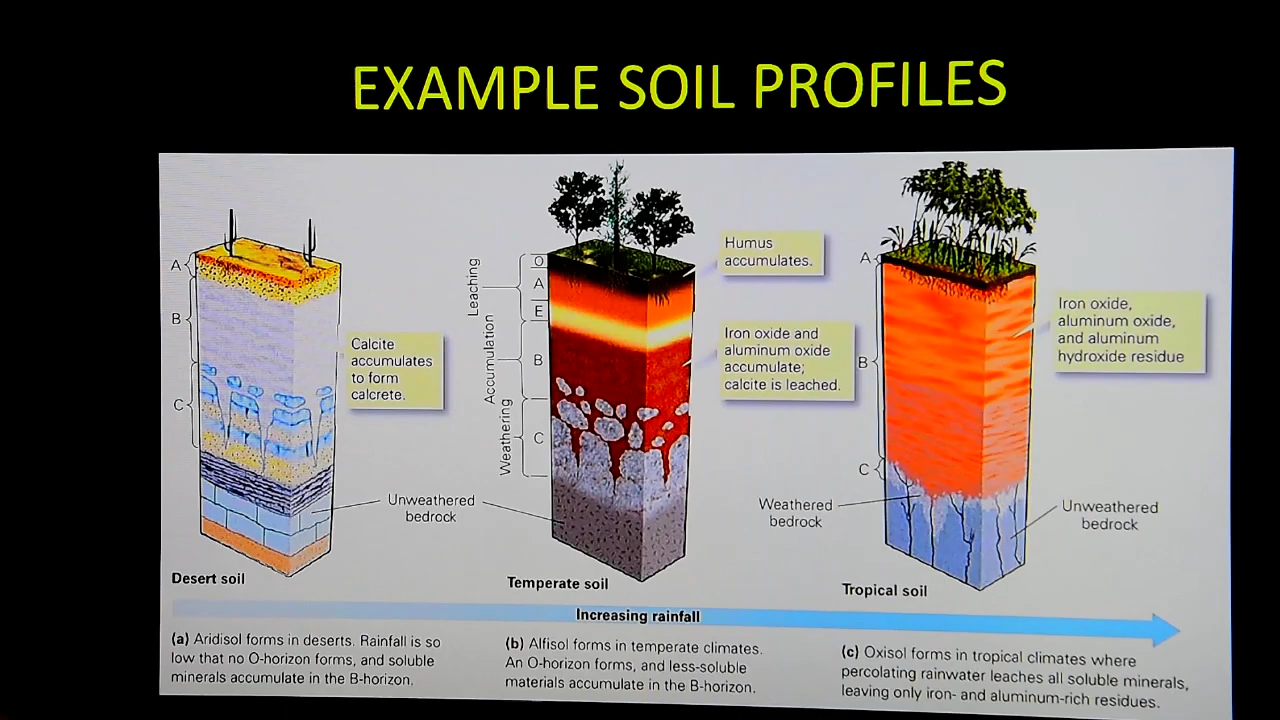 EXAMPLE SOIL PROFILES
A
B
C
Calcite
accumulates
to form
calcrete.
Unweathered
bedrock
Desert soil
Leaching
Accumulation
Weathering
O
A
E
B
C
Humus
accumulates.
Iron oxide and
aluminum oxide
accumulate;
calcite is leached.
Temperate soil
A
B
C
Iron oxide,
aluminum oxide,
and aluminum
hydroxide residue
Weathered
bedrock
Unweathered
bedrock
Tropical soil
Increasing rainfall
(a) Aridisol forms in deserts. Rainfall is so
low that no O-horizon forms, and soluble
minerals accumulate in the B-horizon.
(b) Alfisol forms in temperate climates.
An O-horizon forms, and less-soluble
materials accumulate in the B-horizon.
(c) Oxisol forms in tropical climates where
percolating rainwater leaches all soluble minerals,
leaving only iron- and aluminum-rich residues.